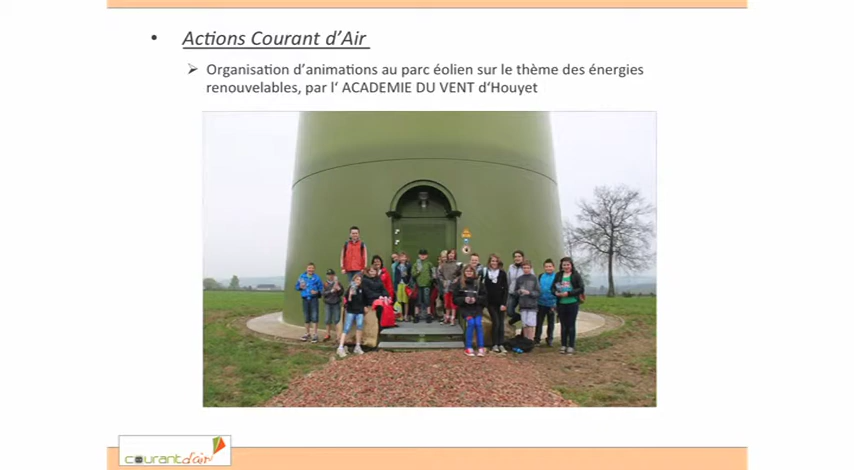 • Actions Courant d'Air
➢ Organisation d'animations au parc éolien sur le thème des énergies
renouvelables, par l' ACADEMIE DU VENT d'Houyet
courant d'air